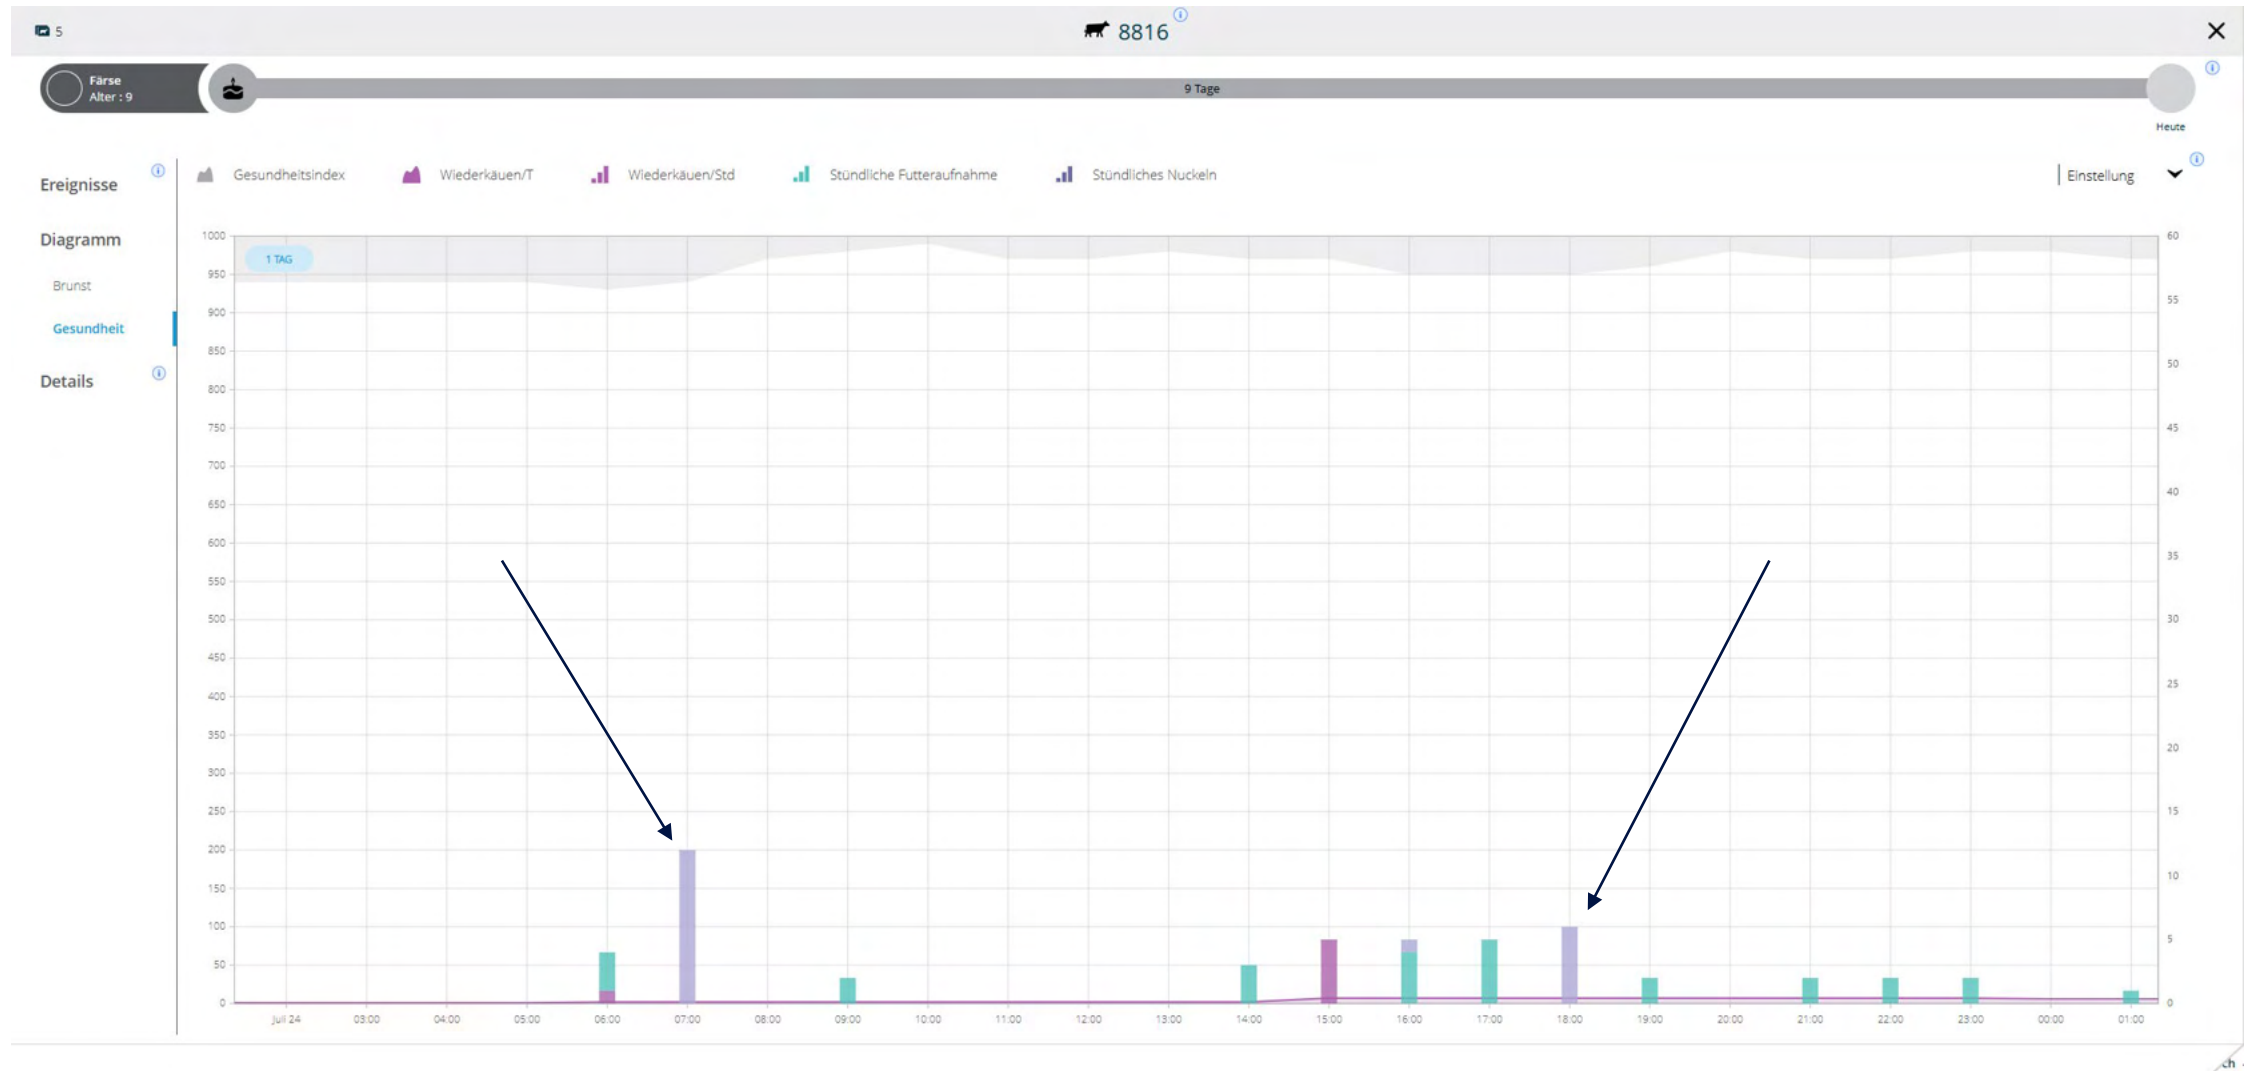 5
8816
Färse
Alter : 9
9 Tage
Heute
Ereignisse
Gesundheitsindex
Wiederkäuen/T
Wiederkäuen/Std
Stündliche Futteraufnahme
Stündliches Nuckeln
Einstellung
Diagramm
Brunst
Gesundheit
Details
1 TAG
1000
950
900
850
800
750
700
650
600
550
500
450
400
350
300
250
200
150
100
50
0
60
55
50
45
40
35
30
25
20
15
10
5
0
Juli 24 03:00 04:00 05:00 06:00 07:00 08:00 09:00 10:00 11:00 12:00 13:00 14:00 15:00 16:00 17:00 18:00 19:00 20:00 21:00 22:00 23:00 00:00 01:00